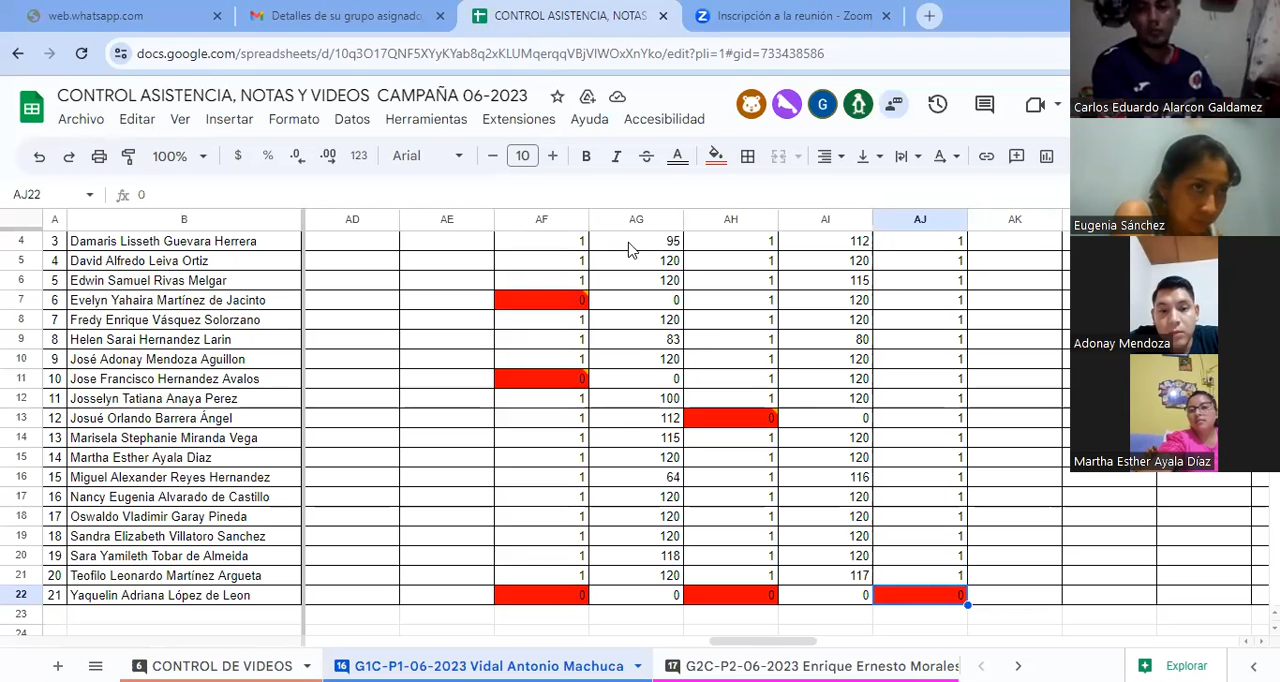 web.whatsapp.com
Detalles de su grupo asignado
CONTROL ASISTENCIA, NOTAS
Inscripción a la reunión - Zoom
docs.google.com/spreadsheets/d/10q3O17QNF5XYyKYab8q2xKLUMqerqqVBjVIWOxXnYko/edit?pli=1#gid=733438586
CONTROL ASISTENCIA, NOTAS Y VIDEOS CAMPAÑA 06-2023
G
Archivo Editar Ver Insertar Formato Datos Herramientas Extensiones Ayuda Accesibilidad
100% $ % .0 .00 123 Arial 10 B I A
AJ22 fx 0
A B AD AE AF AG AH AI AJ AK
4 3 Damaris Lisseth Guevara Herrera 1 95 1 112 1
5 4 David Alfredo Leiva Ortiz 1 120 1 120 1
6 5 Edwin Samuel Rivas Melgar 1 120 1 115 1
7 6 Evelyn Yahaira Martínez de Jacinto 0 0 1 120 1
8 7 Fredy Enrique Vásquez Solorzano 1 120 1 120 1
9 8 Helen Sarai Hernandez Larin 1 83 1 80 1
10 9 José Adonay Mendoza Aguillon 1 120 1 120 1
11 10 Jose Francisco Hernandez Avalos 0 0 1 120 1
12 11 Josselyn Tatiana Anaya Perez 1 100 1 120 1
13 12 Josué Orlando Barrera Ángel 1 112 0 0 1
14 13 Marisela Stephanie Miranda Vega 1 115 1 120 1
15 14 Martha Esther Ayala Diaz 1 120 1 120 1
16 15 Miguel Alexander Reyes Hernandez 1 64 1 116 1
17 16 Nancy Eugenia Alvarado de Castillo 1 120 1 120 1
18 17 Oswaldo Vladimir Garay Pineda 1 120 1 120 1
19 18 Sandra Elizabeth Villatoro Sanchez 1 120 1 120 1
20 19 Sara Yamileth Tobar de Almeida 1 118 1 120 1
21 20 Teofilo Leonardo Martínez Argueta 1 120 1 117 1
22 21 Yaquelin Adriana López de Leon 0 0 0 0 0
23
24
6 CONTROL DE VIDEOS
16 G1C-P1-06-2023 Vidal Antonio Machuca
17 G2C-P2-06-2023 Enrique Ernesto Morales
Explorar
Carlos Eduardo Alarcon Galdamez
Eugenia Sánchez
Adonay Mendoza
Martha Esther Ayala Díaz